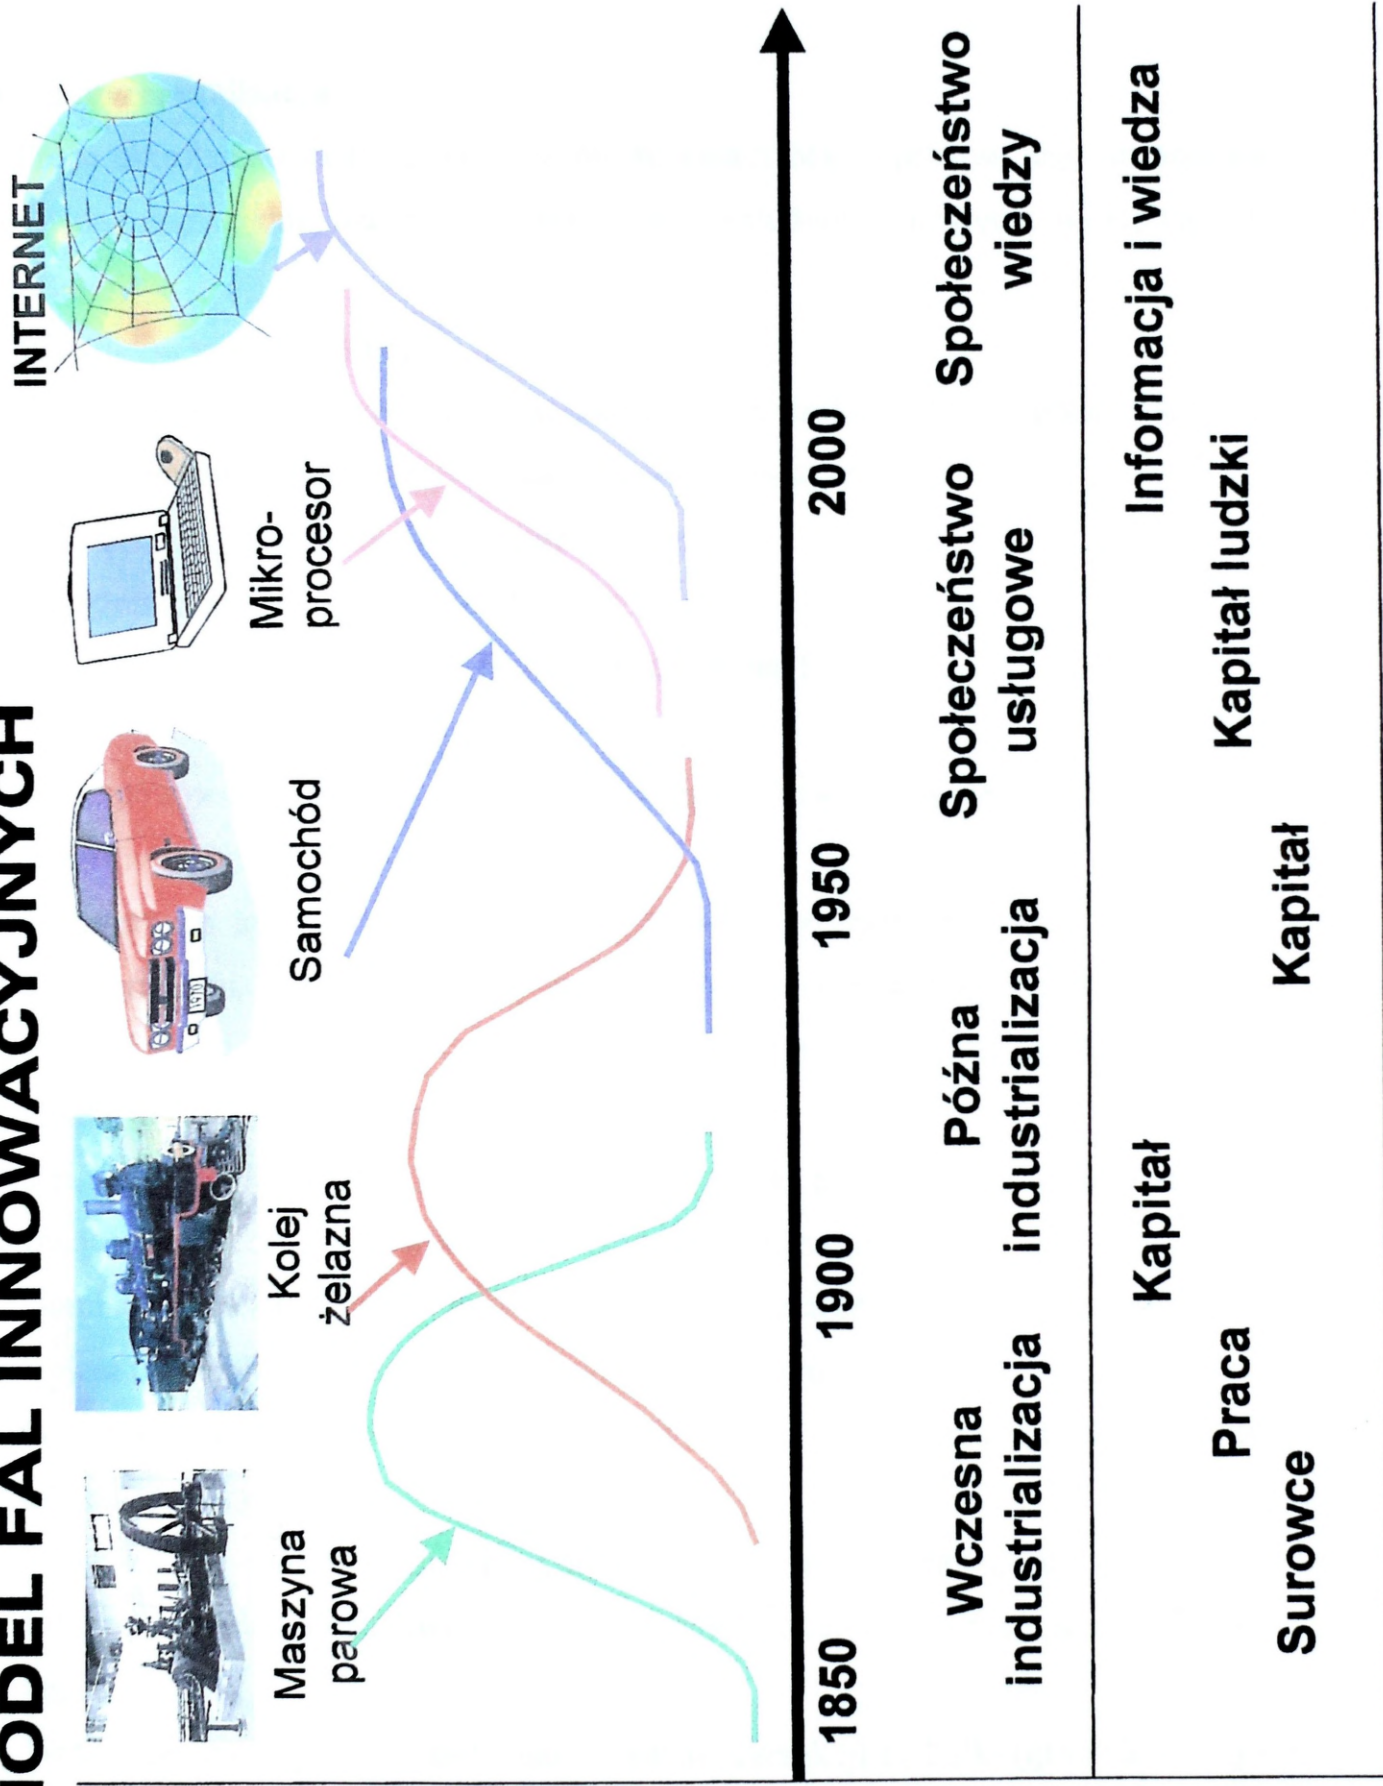 MODEL FAL INNOWACYJNYCH
INTERNET
Maszyna
parowa
Kolej
żelazna
Samochód
Mikro-
procesor
1850
1900
1950
2000
Wczesna
industrializacja
Późna
industrializacja
Społeczeństwo
usługowe
Społeczeństwo
wiedzy
Surowce
Praca
Kapitał
Kapitał
Kapitał ludzki
Informacja i wiedza